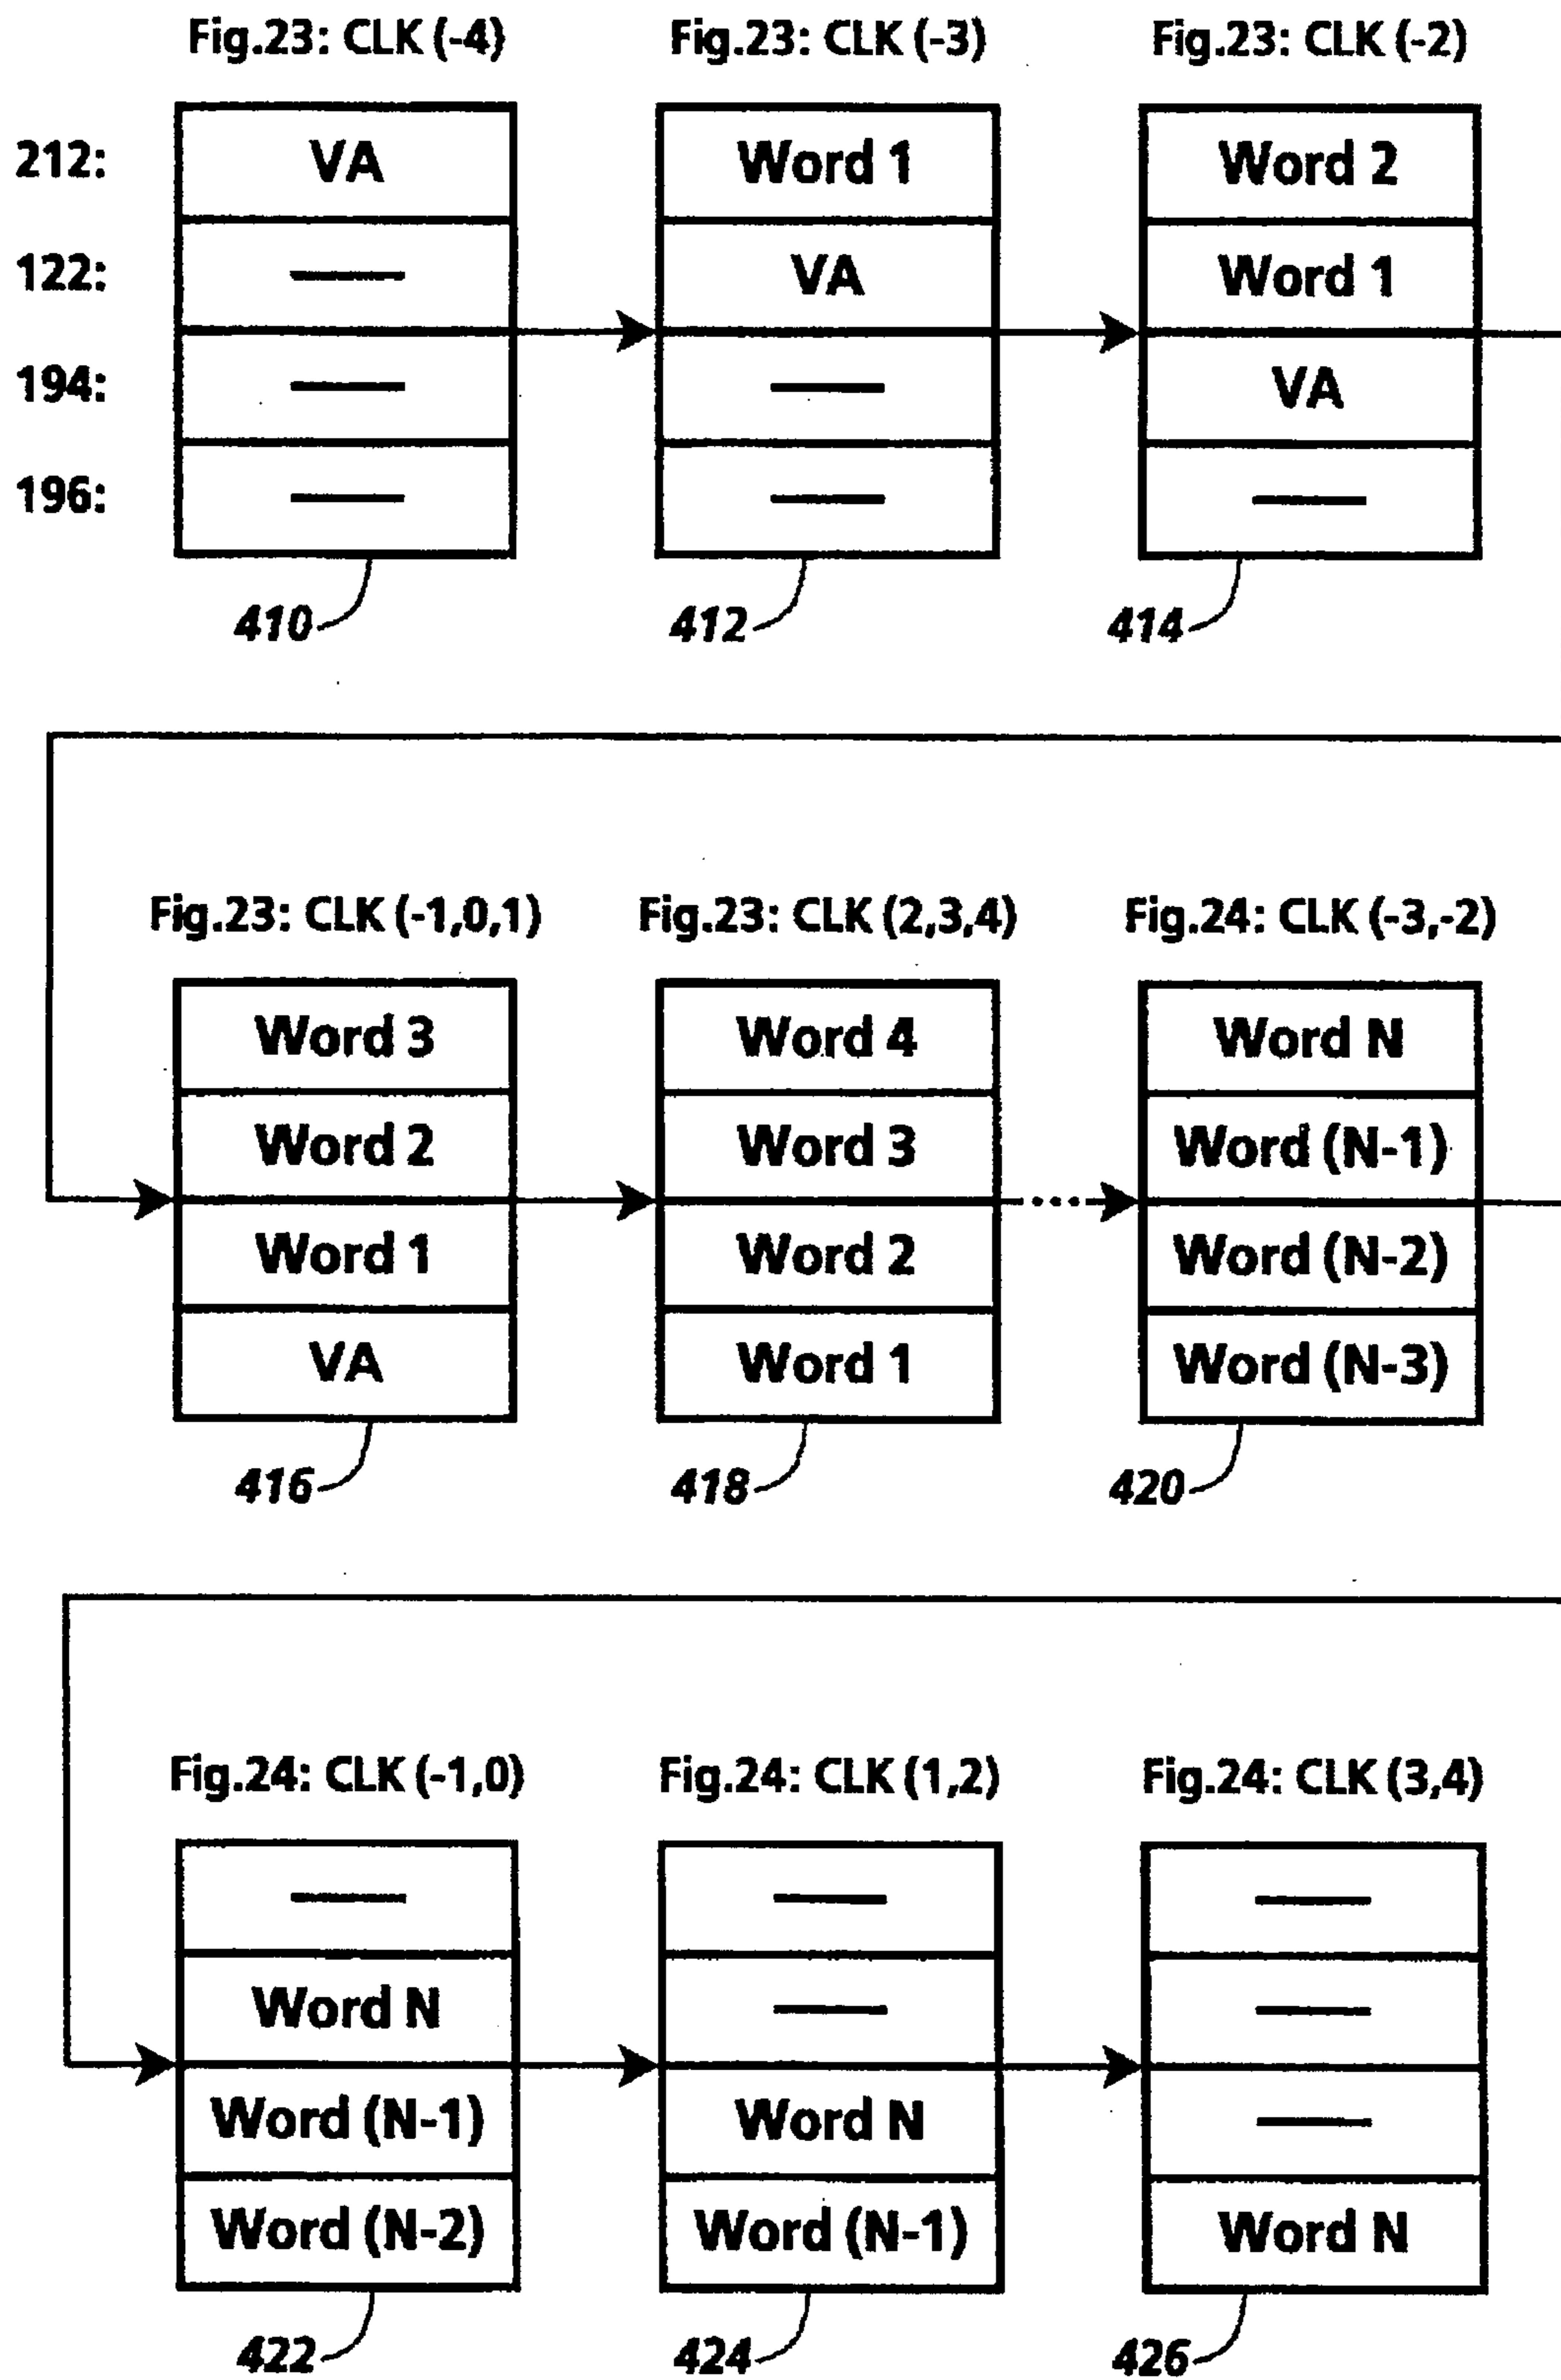 Fig.23: CLK (-4) Fig.23: CLK (-3) Fig.23: CLK (-2)
212: VA Word 1 Word 2
122: — VA Word 1
194: — — VA
196: — — —
410 412 414
Fig.23: CLK (-1,0,1) Fig.23: CLK (2,3,4) Fig.24: CLK (-3,-2)
Word 3 Word 4 Word N
Word 2 Word 3 Word (N-1)
Word 1 Word 2 Word (N-2)
VA Word 1 Word (N-3)
416 418 420
Fig.24: CLK (-1,0) Fig.24: CLK (1,2) Fig.24: CLK (3,4)
— — —
Word N — —
Word (N-1) Word N —
Word (N-2) Word (N-1) Word N
422 424 426